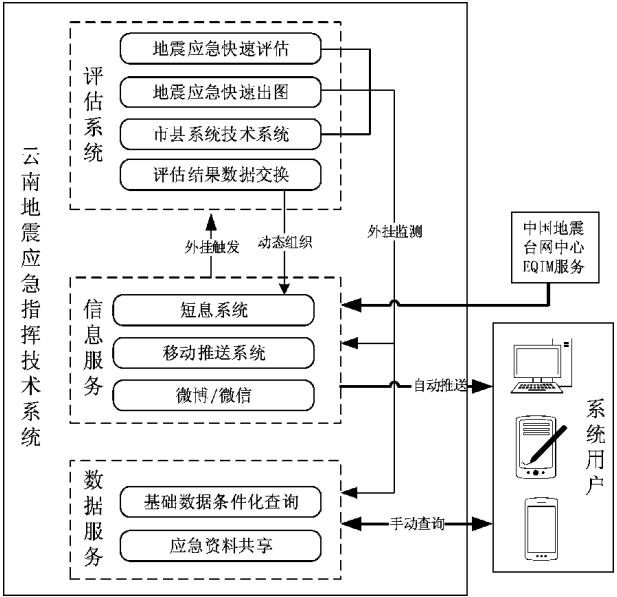 云南地震应急指挥技术系统
评估系统
地震应急快速评估
地震应急快速出图
市县系统技术系统
评估结果数据交换
外挂触发
动态组织
外挂监测
中国地震
台网中心
EQIM服务
信息服务
短息系统
移动推送系统
微博/微信
自动推送
系统用户
数据服务
基础数据条件化查询
应急资料共享
手动查询